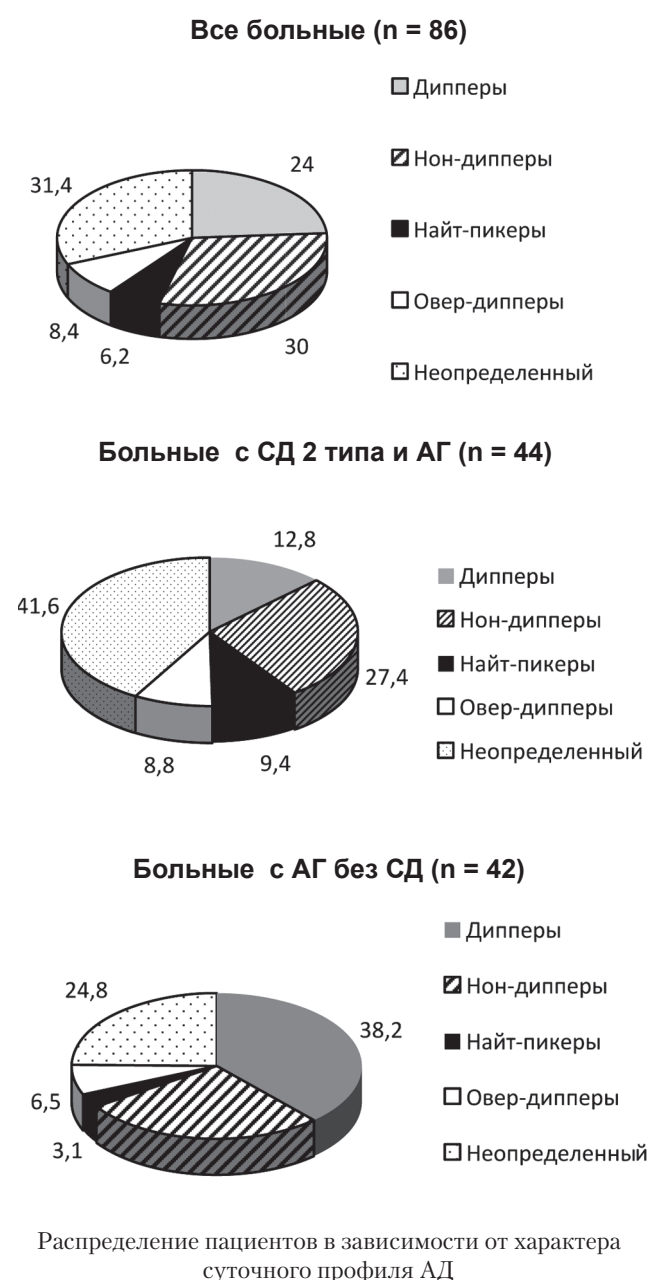 Все больные (n = 86)
Дипперы
24
31,4
Нон-дипперы
Найт-пикеры
Овер-дипперы
8,4
6,2
30
Неопределенный
Больные с СД 2 типа и АГ (n = 44)
12,8
Дипперы
41,6
Нон-дипперы
Найт-пикеры
27,4
Овер-дипперы
Неопределенный
8,8
9,4
Больные с АГ без СД (n = 42)
Дипперы
24,8
Нон-дипперы
38,2
Найт-пикеры
6,5
Овер-дипперы
3,1
Неопределенный
Распределение пациентов в зависимости от характера
суточного профиля АД